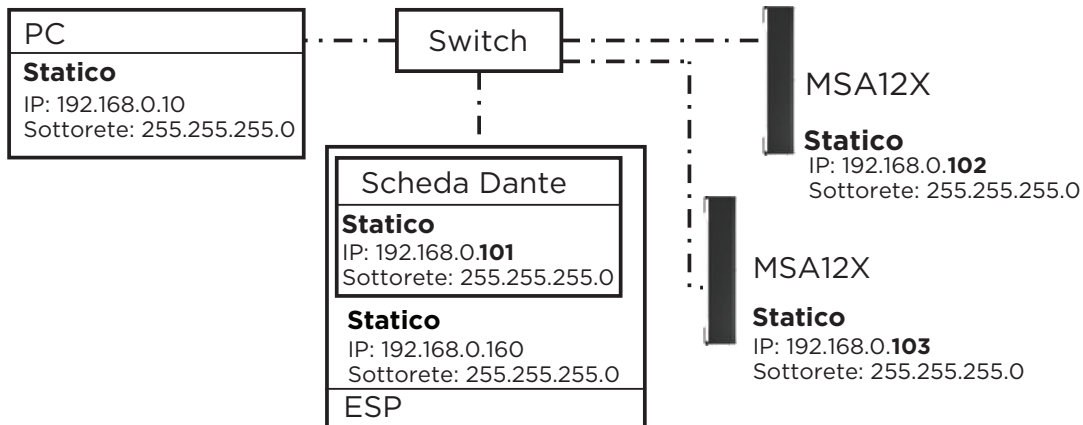 PC
Statico
IP: 192.168.0.10
Sottorete: 255.255.255.0
Switch
MSA12X
Statico
IP: 192.168.0.102
Sottorete: 255.255.255.0
Scheda Dante
Statico
IP: 192.168.0.101
Sottorete: 255.255.255.0
Statico
IP: 192.168.0.160
Sottorete: 255.255.255.0
ESP
MSA12X
Statico
IP: 192.168.0.103
Sottorete: 255.255.255.0